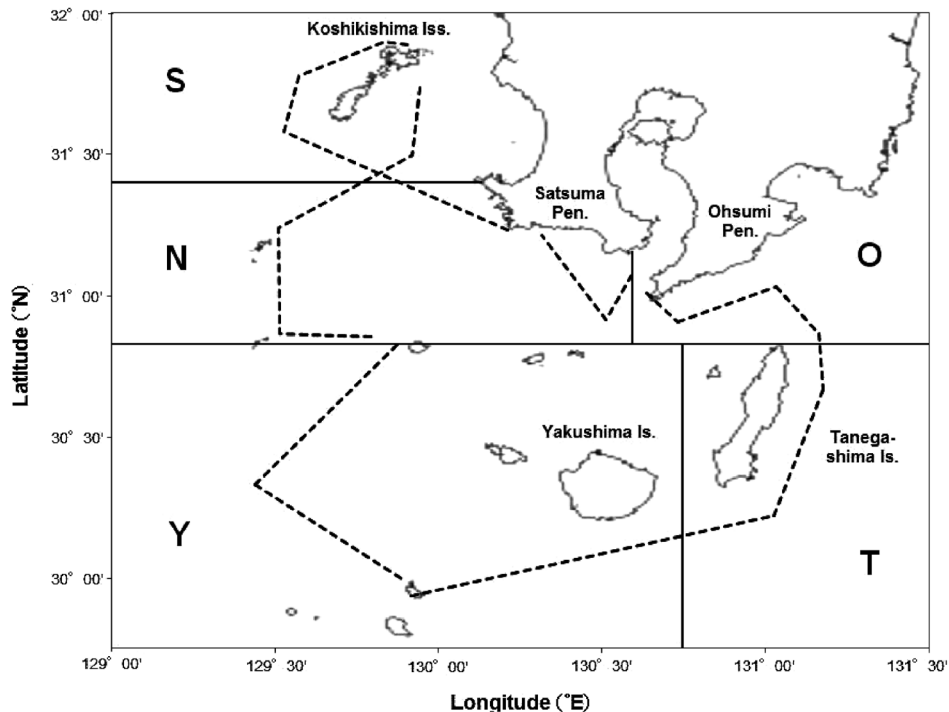 32° 00'
Koshikishima Iss.
S
31° 30'
Satsuma
Pen.
Ohsumi
Pen.
N
O
31° 00'
Latitude (°N)
30° 30'
Yakushima Is.
Tanega-
shima Is.
Y
T
30° 00'
129° 00'
129° 30'
130° 00'
130° 30'
131° 00'
131° 30'
Longitude (°E)